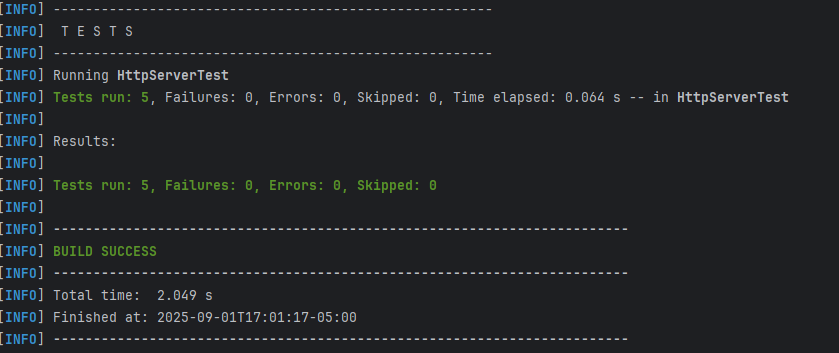 [INFO] -------------------------------------------------------
[INFO]  T E S T S
[INFO] -------------------------------------------------------
[INFO] Running HttpServerTest
[INFO] Tests run: 5, Failures: 0, Errors: 0, Skipped: 0, Time elapsed: 0.064 s -- in HttpServerTest
[INFO]
[INFO] Results:
[INFO]
[INFO] Tests run: 5, Failures: 0, Errors: 0, Skipped: 0
[INFO]
[INFO] ------------------------------------------------------------------------
[INFO] BUILD SUCCESS
[INFO] ------------------------------------------------------------------------
[INFO] Total time:  2.049 s
[INFO] Finished at: 2025-09-01T17:01:17-05:00
[INFO] ------------------------------------------------------------------------